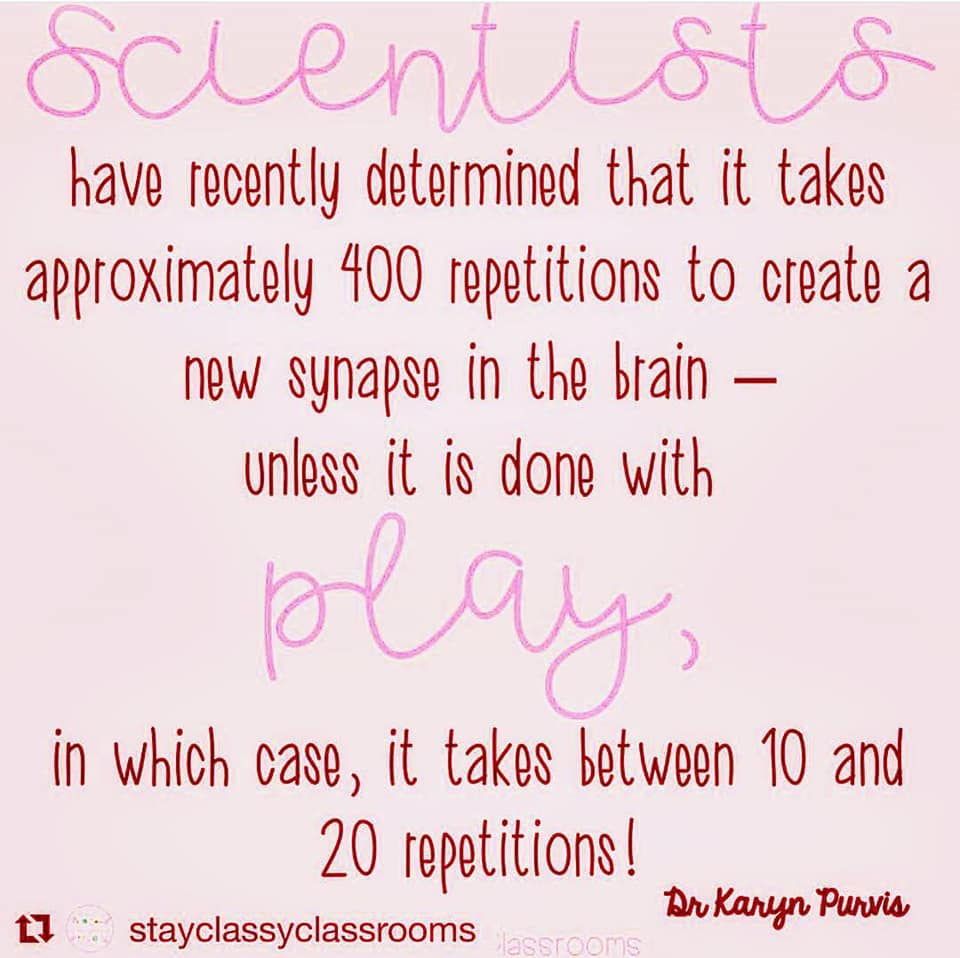 scientists
have recently determined that it takes
approximately 400 repetitions to create a
new synapse in the brain —
unless it is done with
play,
in which case, it takes between 10 and
20 repetitions!
Dr Karyn Purvis
stayclassyclassrooms
lassrooms